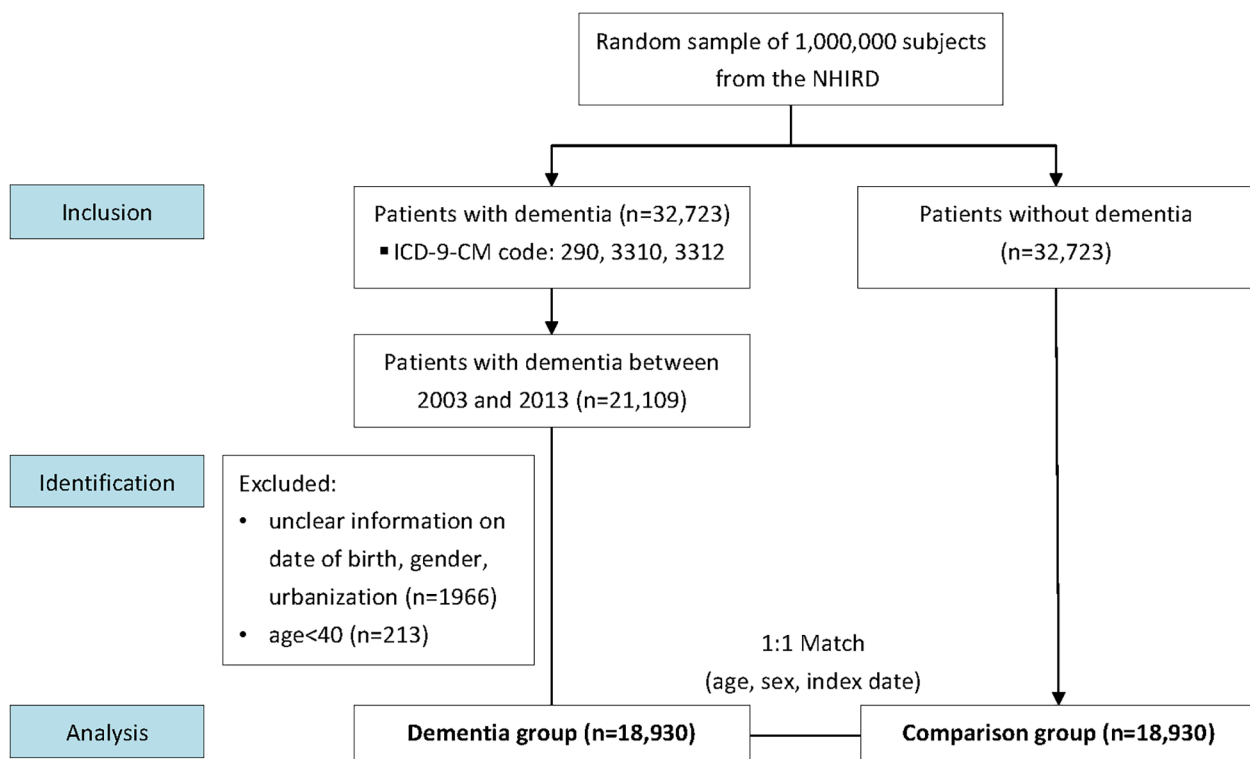 Random sample of 1,000,000 subjects
from the NHIRD
Inclusion
Patients with dementia (n=32,723)
▪ ICD-9-CM code: 290, 3310, 3312
Patients without dementia
(n=32,723)
Patients with dementia between
2003 and 2013 (n=21,109)
Identification
Excluded:
• unclear information on
date of birth, gender,
urbanization (n=1966)
• age<40 (n=213)
1:1 Match
(age, sex, index date)
Analysis
Dementia group (n=18,930)
Comparison group (n=18,930)